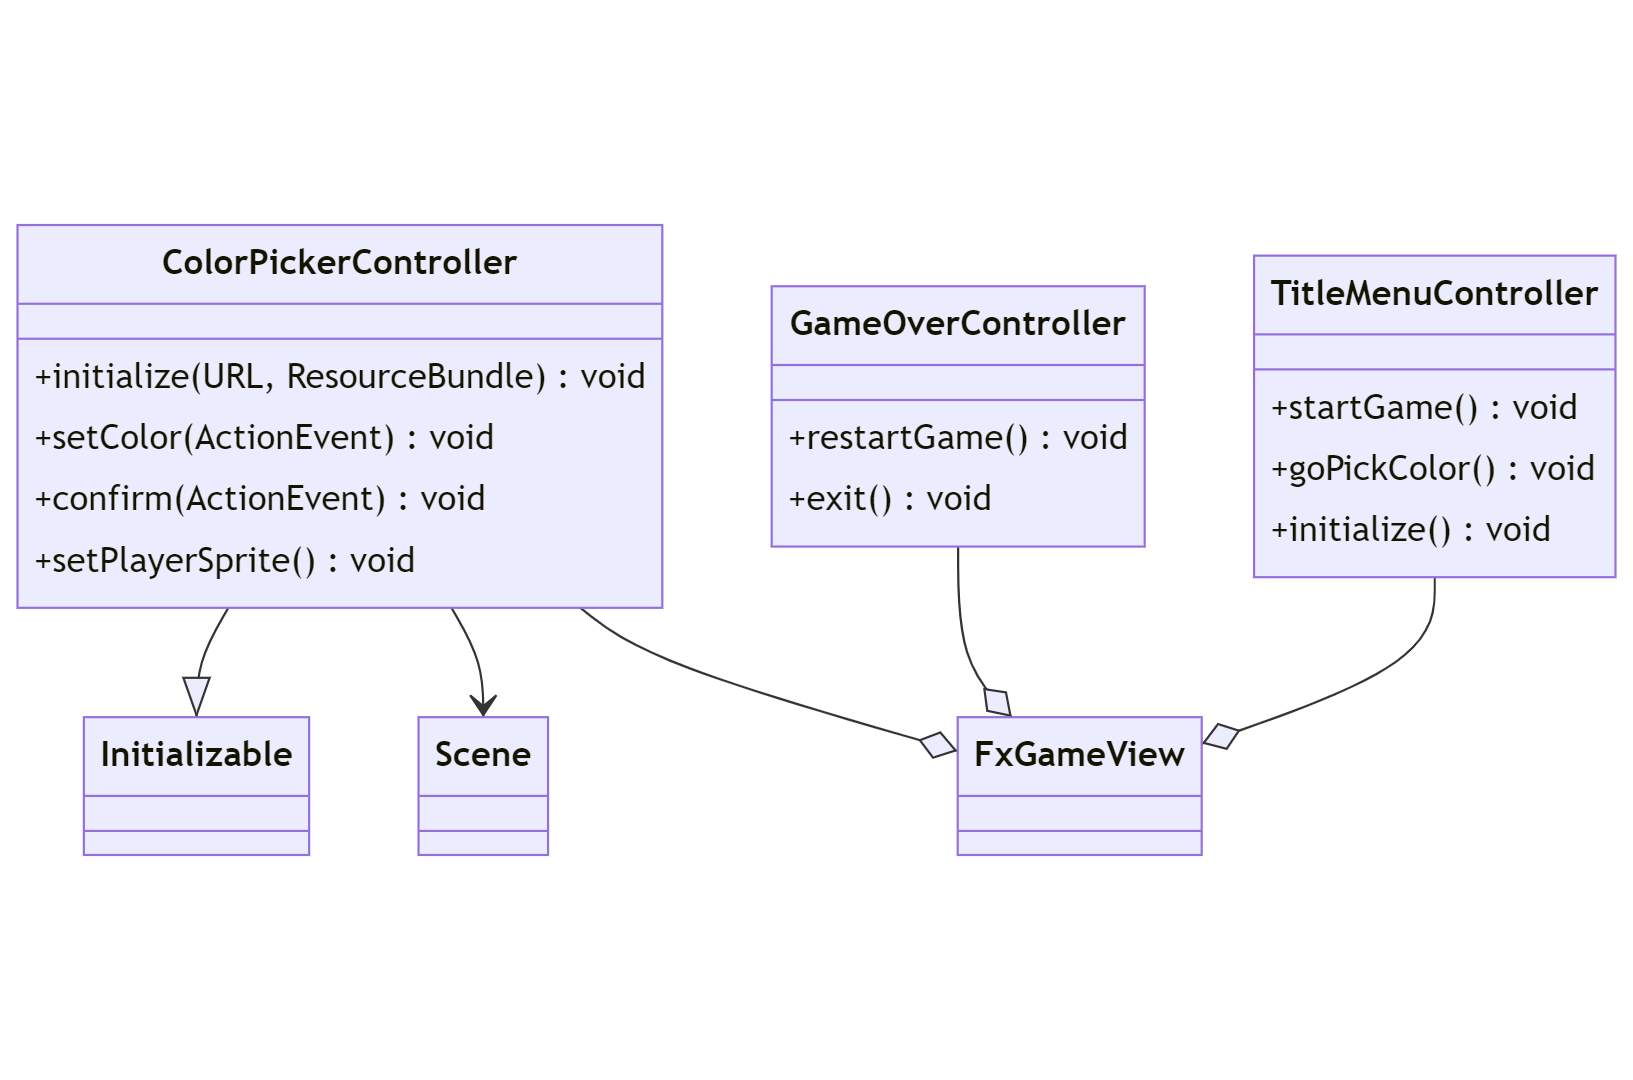 ColorPickerController
+initialize(URL, ResourceBundle) : void
+setColor(ActionEvent) : void
+confirm(ActionEvent) : void
+setPlayerSprite() : void
GameOverController
+restartGame() : void
+exit() : void
TitleMenuController
+startGame() : void
+goPickColor() : void
+initialize() : void
Initializable
Scene
FxGameView